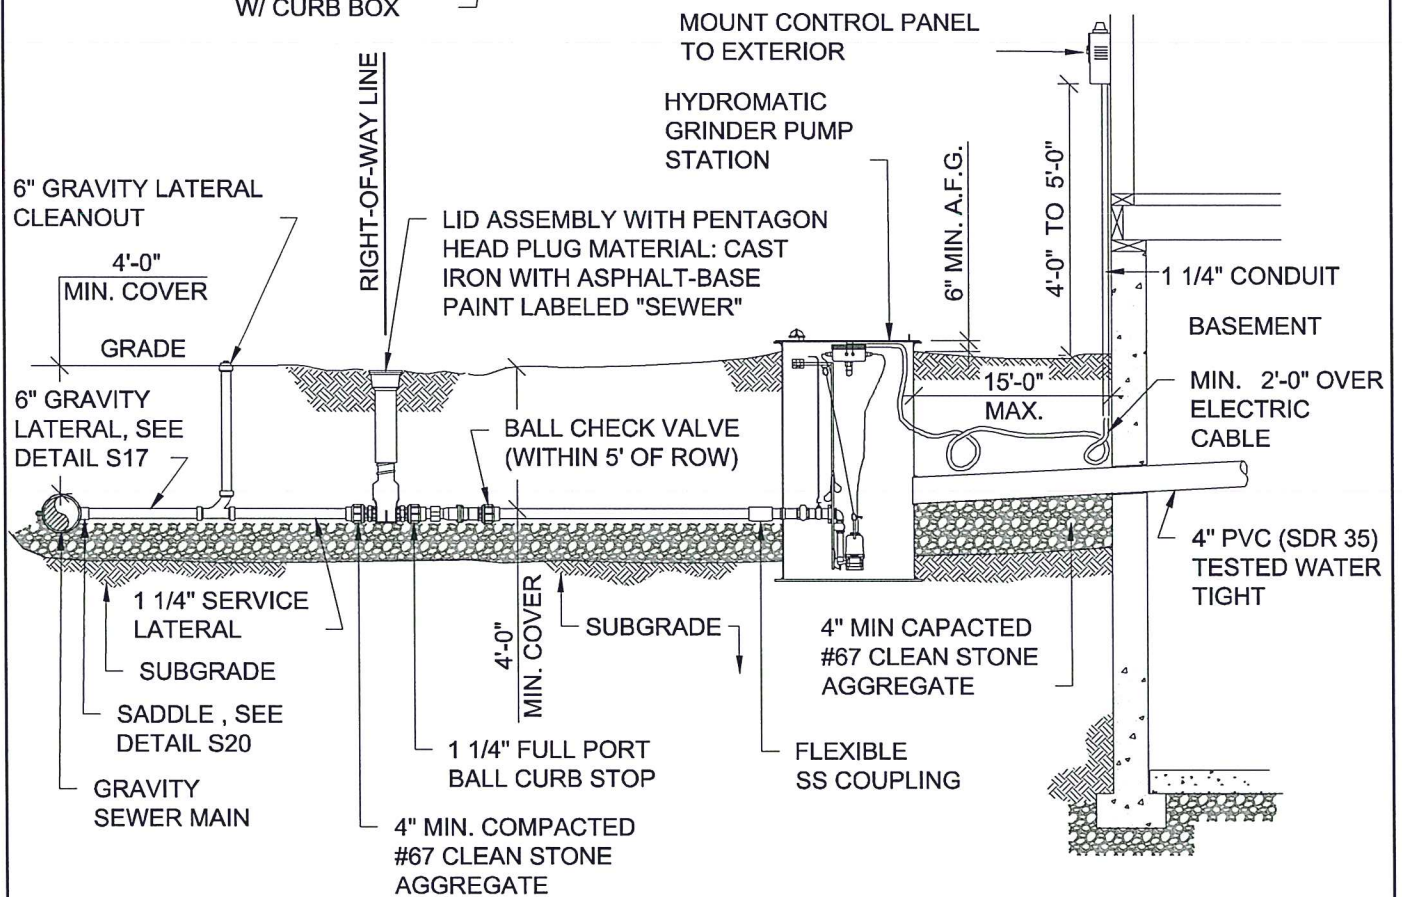 W/ CURB BOX
MOUNT CONTROL PANEL
TO EXTERIOR
HYDROMATIC
GRINDER PUMP
STATION
RIGHT-OF-WAY LINE
6" GRAVITY LATERAL
CLEANOUT
4'-0"
MIN. COVER
GRADE
LID ASSEMBLY WITH PENTAGON
HEAD PLUG MATERIAL: CAST
IRON WITH ASPHALT-BASE
PAINT LABELED "SEWER"
6" MIN. A.F.G.
4'-0" TO 5'-0"
1 1/4" CONDUIT
BASEMENT
6" GRAVITY
LATERAL, SEE
DETAIL S17
BALL CHECK VALVE
(WITHIN 5' OF ROW)
15'-0"
MAX.
MIN. 2'-0" OVER
ELECTRIC
CABLE
4" PVC (SDR 35)
TESTED WATER
TIGHT
1 1/4" SERVICE
LATERAL
SUBGRADE
4'-0"
MIN. COVER
SUBGRADE
4" MIN CAPACTED
#67 CLEAN STONE
AGGREGATE
SADDLE , SEE
DETAIL S20
GRAVITY
SEWER MAIN
1 1/4" FULL PORT
BALL CURB STOP
FLEXIBLE
SS COUPLING
4" MIN. COMPACTED
#67 CLEAN STONE
AGGREGATE